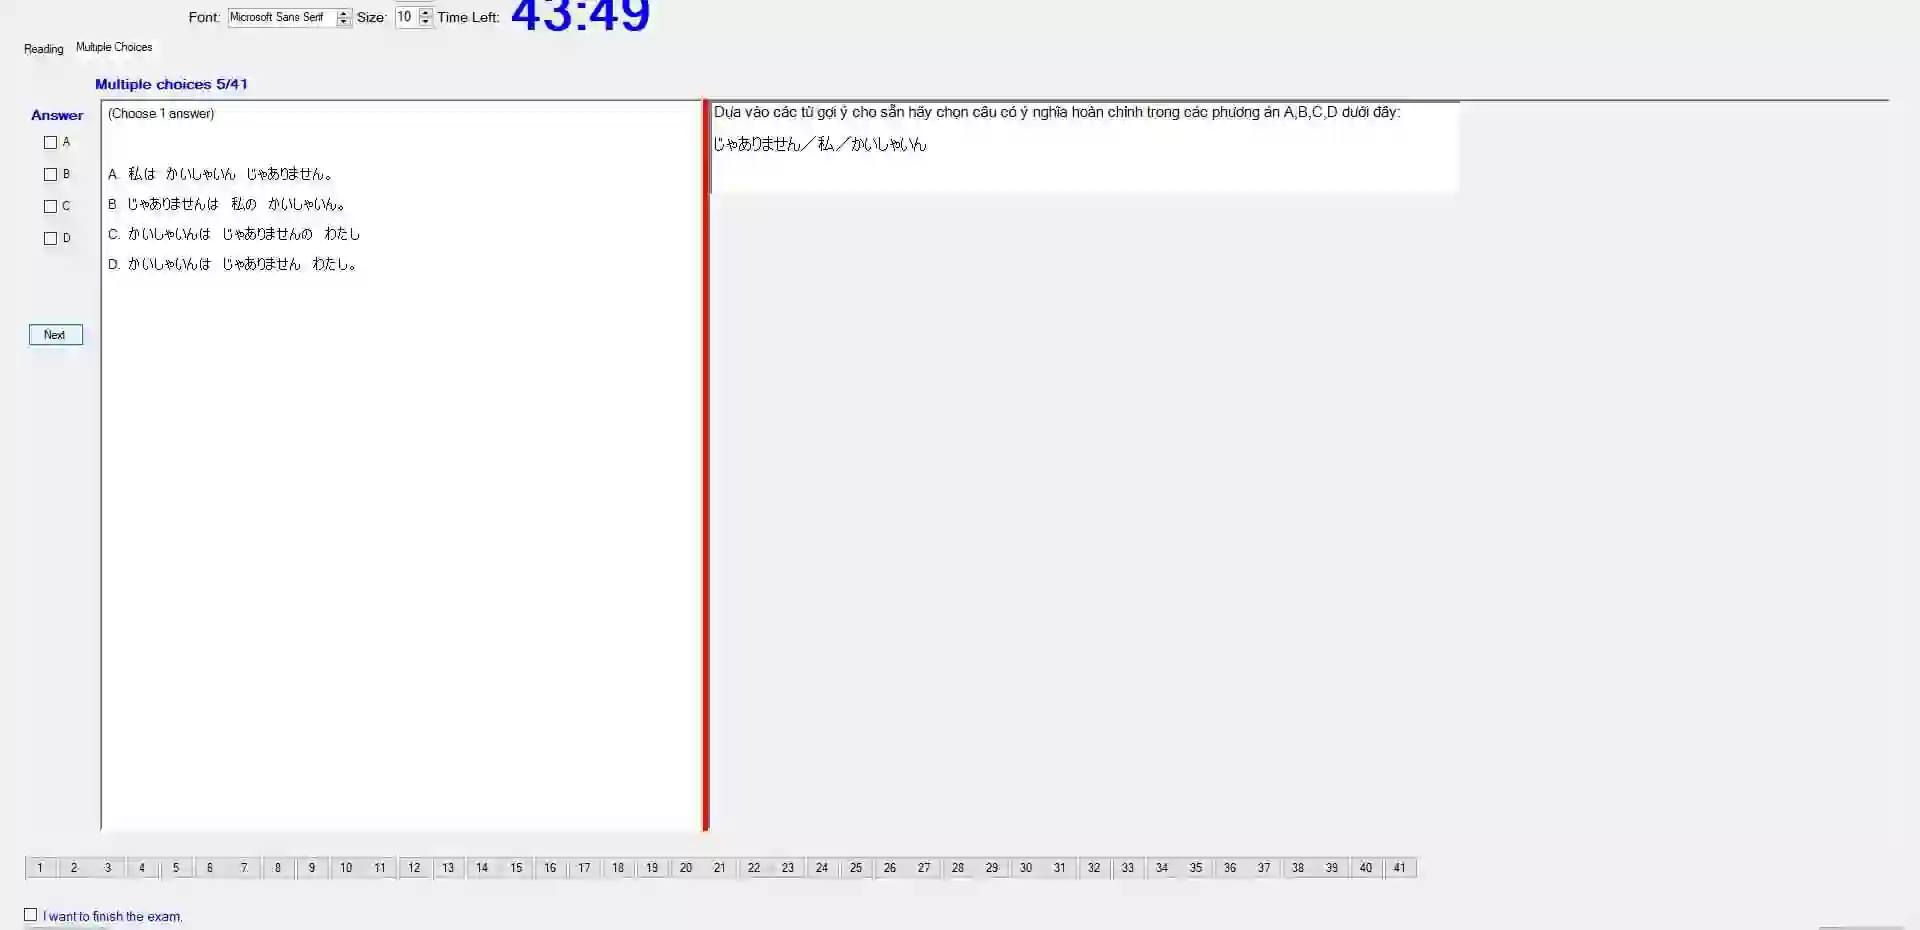 Font: Microsoft Sans Serif Size: 10 Time Left: 43:49
Reading Multiple Choices
Multiple choices 5/41
Answer
A
B
C
D
Next
(Choose 1 answer)
A. 私は かいしゃいん じゃありません。
B. じゃありませんは 私の かいしゃいん。
C. かいしゃいんは じゃありませんの わたし
D. かいしゃいんは じゃありません わたし。
Dựa vào các từ gợi ý cho sẵn hãy chọn câu có ý nghĩa hoàn chỉnh trong các phương án A,B,C,D dưới đây:
じゃありません／私／かいしゃいん
1 2 3 4 5 6 7 8 9 10 11 12 13 14 15 16 17 18 19 20 21 22 23 24 25 26 27 28 29 30 31 32 33 34 35 36 37 38 39 40 41
I want to finish the exam.